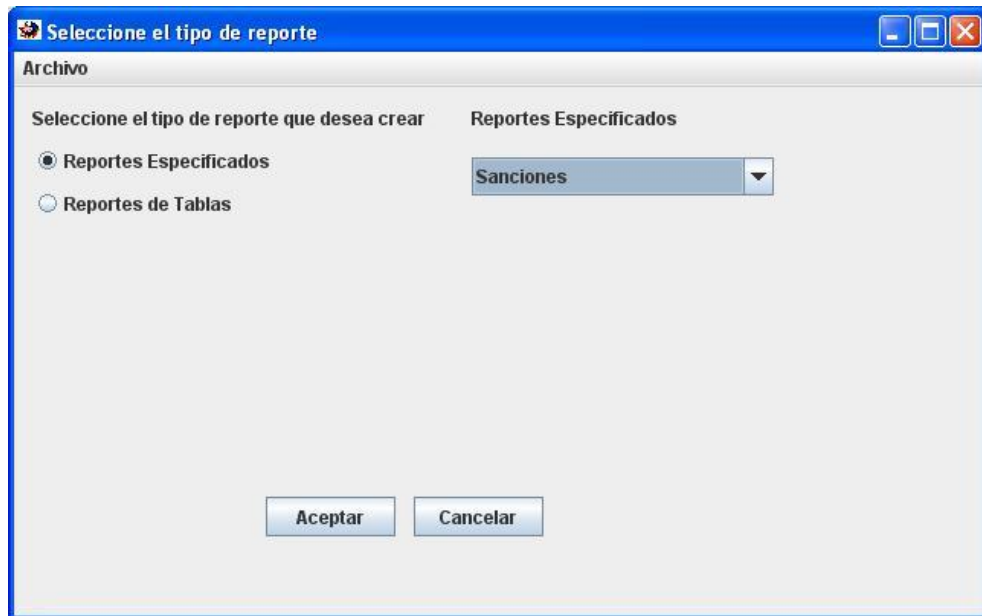 Seleccione el tipo de reporte
Archivo
Seleccione el tipo de reporte que desea crear
Reportes Especificados
Reportes de Tablas
Reportes Especificados
Sanciones
Aceptar
Cancelar